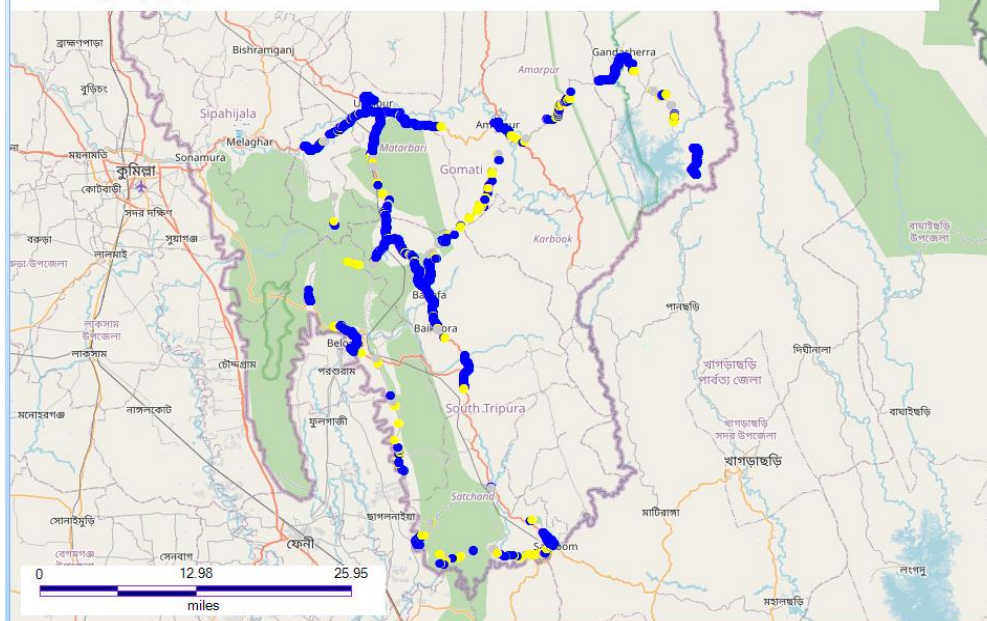 ব্রাহ্মণপাড়া
Bishramganj
Gandacherra
Amarpur
বুড়িচং
Sipahijala
Melaghar
Sonamura
Matarbari
Gomati
ময়নামতি
কুমিল্লা
কোটবাড়ী
সদর দক্ষিণ
বরুড়া
সুয়াগঞ্জ
লালমাই
Karbook
বাঘাইছড়ি
উপজেলা
পানছড়ি
লাকসাম
উপজেলা
লাকসাম
চৌদ্দগ্রাম
পরশুরাম
দিঘীনালা
খাগড়াছড়ি
পার্বত্য জেলা
মনোহরগঞ্জ
নাঙ্গলকোট
ফুলগাজী
South Tripura
খাগড়াছড়ি
সদর উপজেলা
বাঘাইছড়ি
খাগড়াছড়ি
Satchand
সোনাইমুড়ি
ছাগলনাইয়া
মাটিরাঙ্গা
ফেনী
বেগমগঞ্জ
সেনবাগ
লংগদু
মহালছড়ি
0 12.98 25.95
miles